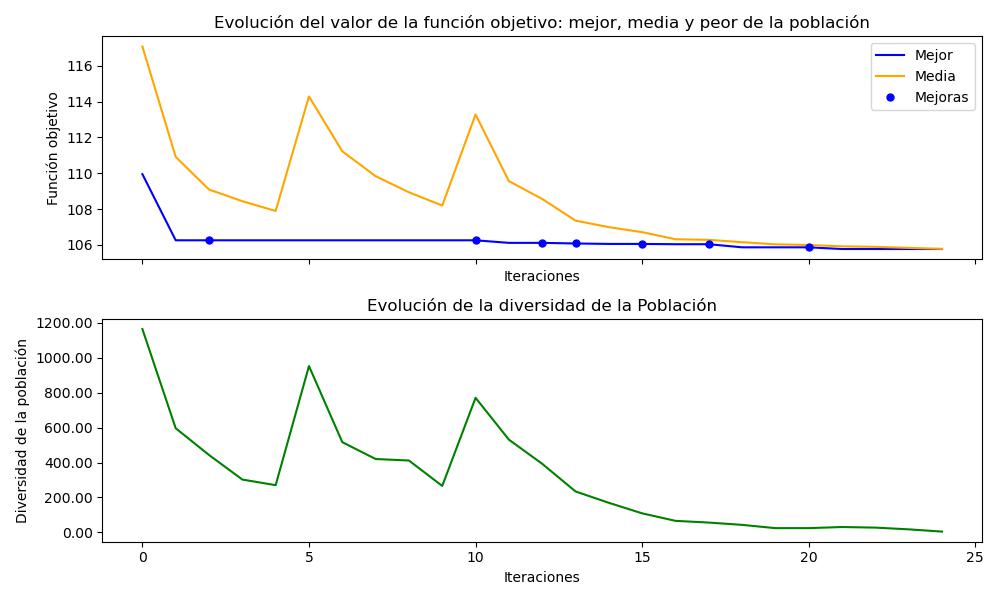 Evolución del valor de la función objetivo: mejor, media y peor de la población
Función objetivo
116
114
112
110
108
106
Mejor
Media
Mejoras
Iteraciones
Evolución de la diversidad de la Población
Diversidad de la población
1200.00
1000.00
800.00
600.00
400.00
200.00
0.00
0 5 10 15 20 25
Iteraciones